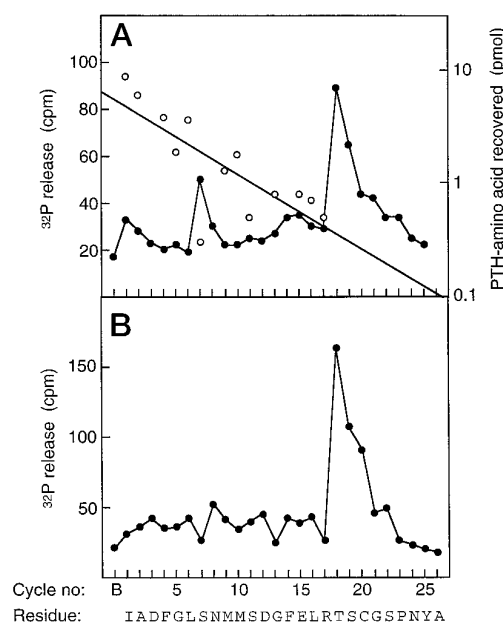 A
100
80
60
40
20
³²P release (cpm)
10
1
0.1
PTH-amino acid recovered (pmol)
B
150
100
50
³²P release (cpm)
Cycle no: B 5 10 15 20 25
Residue: IADFGLSNMMSDGFELRTSCGSPNYA